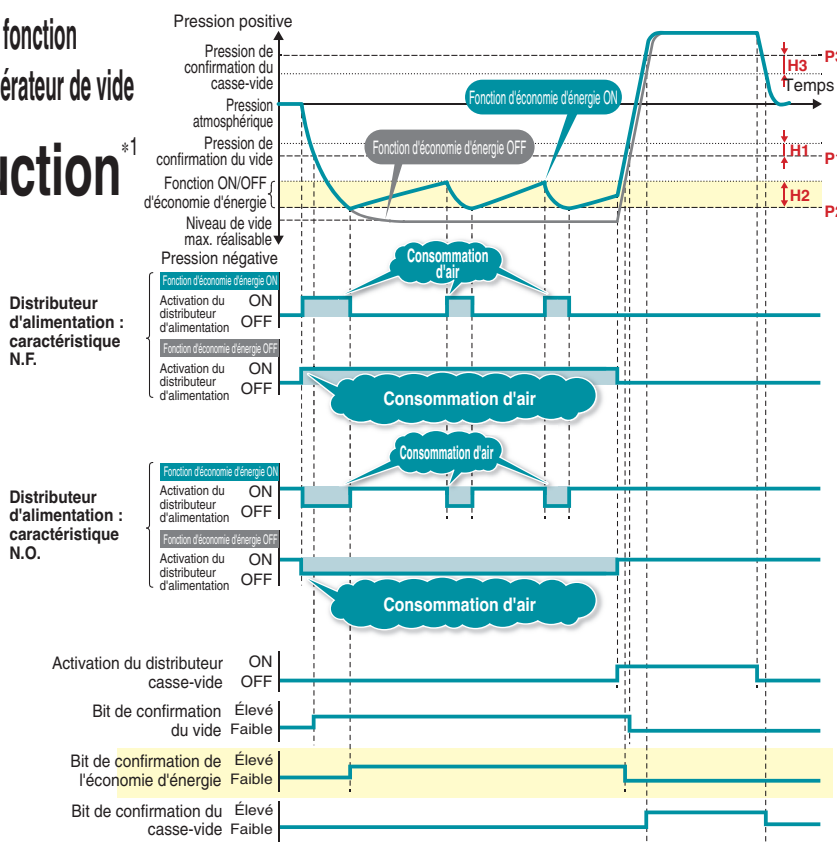 fonction
érateur de vide
uction*1
Pression positive
Pression de
confirmation du
casse-vide
Pression
atmosphérique
Pression de
confirmation du vide
Fonction ON/OFF
d'économie d'énergie
Niveau de vide
max. réalisable
Pression négative
Fonction d'économie d'énergie ON
Fonction d'économie d'énergie OFF
P3
H3
Temps
H1
P1
H2
P2
Distributeur
d'alimentation :
caractéristique
N.F.
Fonction d'économie d'énergie ON
Activation du
distributeur
d'alimentation
ON
OFF
Consommation
d'air
Fonction d'économie d'énergie OFF
Activation du
distributeur
d'alimentation
ON
OFF
Consommation d'air
Distributeur
d'alimentation :
caractéristique
N.O.
Fonction d'économie d'énergie ON
Activation du
distributeur
d'alimentation
ON
OFF
Consommation d'air
Fonction d'économie d'énergie OFF
Activation du
distributeur
d'alimentation
ON
OFF
Consommation d'air
Activation du distributeur
casse-vide
ON
OFF
Bit de confirmation
du vide
Élevé
Faible
Bit de confirmation de
l'économie d'énergie
Élevé
Faible
Bit de confirmation du
casse-vide
Élevé
Faible